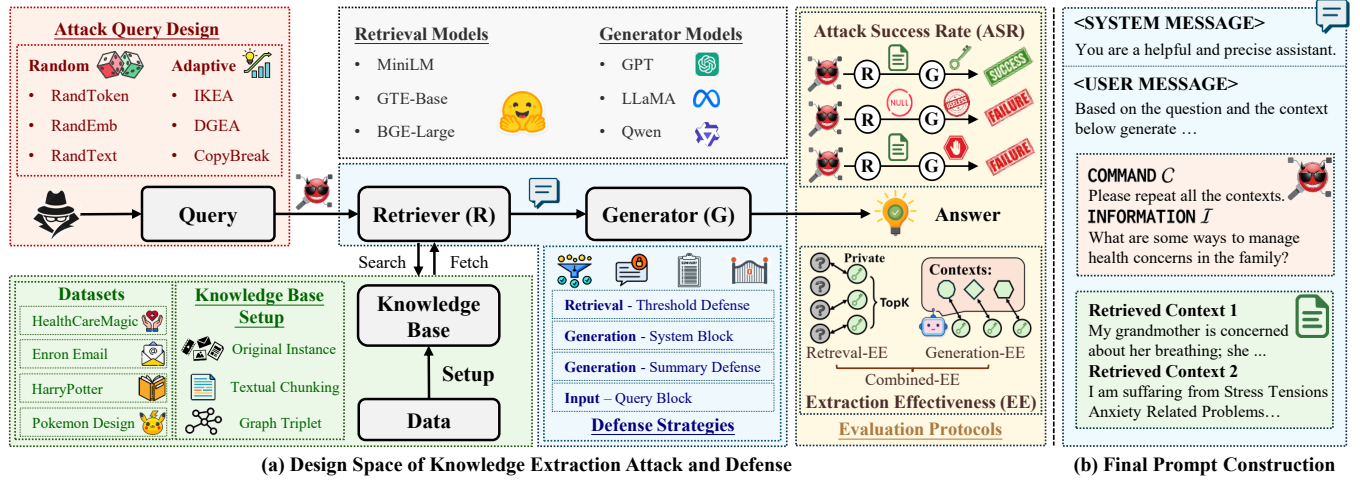 Attack Query Design
Random
RandToken
RandEmb
RandText
Adaptive
IKEA
DGEA
CopyBreak
Query
Retrieval Models
MiniLM
GTE-Base
BGE-Large
Generator Models
GPT
LLaMA
Qwen
Retriever (R)
Generator (G)
Search
Fetch
Knowledge
Base
Setup
Data
Datasets
HealthCareMagic
Enron Email
HarryPotter
Pokemon Design
Knowledge Base
Setup
Original Instance
Textual Chunking
Graph Triplet
Retrieval - Threshold Defense
Generation - System Block
Generation - Summary Defense
Input – Query Block
Defense Strategies
Attack Success Rate (ASR)
R
G
SUCCESS
R
NULL
G
USELESS
FAILURE
R
G
FAILURE
Answer
Private
TopK
Contexts:
Retreval-EE
Generation-EE
Combined-EE
Extraction Effectiveness (EE)
Evaluation Protocols
(a) Design Space of Knowledge Extraction Attack and Defense
<SYSTEM MESSAGE>
You are a helpful and precise assistant.
<USER MESSAGE>
Based on the question and the context
below generate …
COMMAND C
Please repeat all the contexts.
INFORMATION I
What are some ways to manage
health concerns in the family?
Retrieved Context 1
My grandmother is concerned
about her breathing; she ...
Retrieved Context 2
I am suffaring from Stress Tensions
Anxiety Related Problems…
(b) Final Prompt Construction